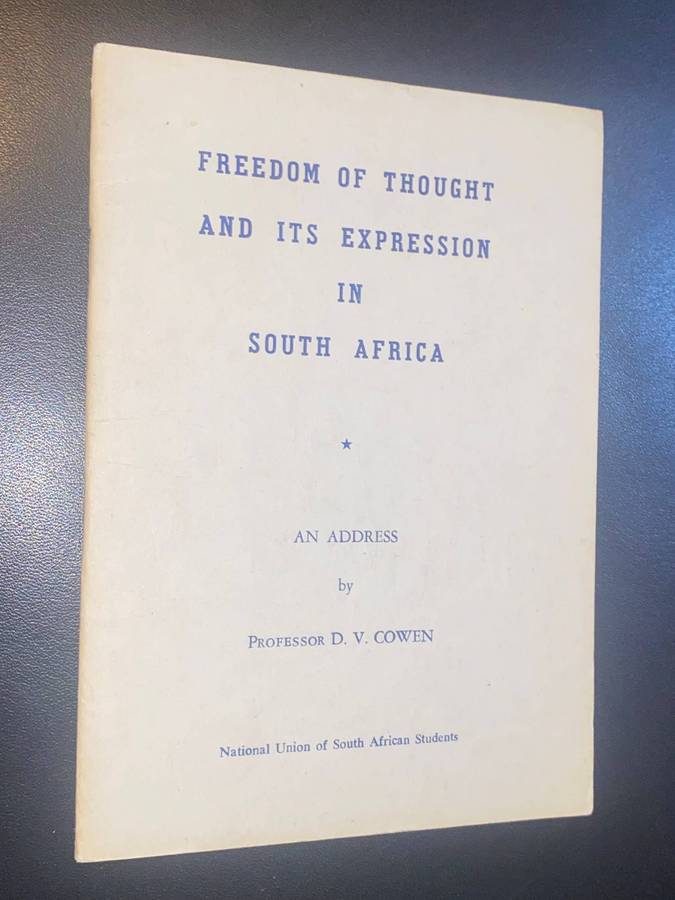 FREEDOM OF THOUGHT
AND ITS EXPRESSION
IN
SOUTH AFRICA
AN ADDRESS
by
PROFESSOR D. V. COWEN
National Union of South African Students